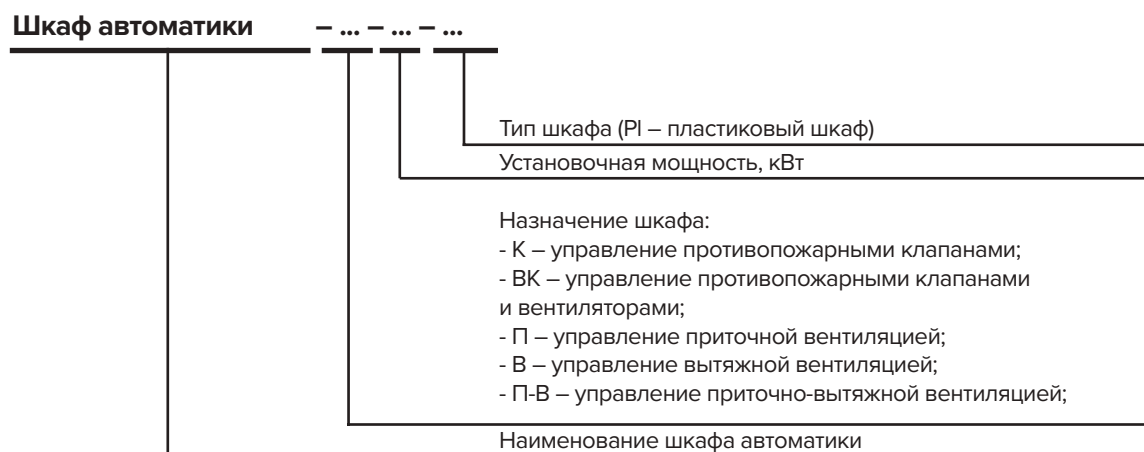 Шкаф автоматики – ... – ... – ...
Тип шкафа (Pl – пластиковый шкаф)
Установочная мощность, кВт
Назначение шкафа:
- К – управление противопожарными клапанами;
- ВК – управление противопожарными клапанами
и вентиляторами;
- П – управление приточной вентиляцией;
- В – управление вытяжной вентиляцией;
- П-В – управление приточно-вытяжной вентиляцией;
Наименование шкафа автоматики